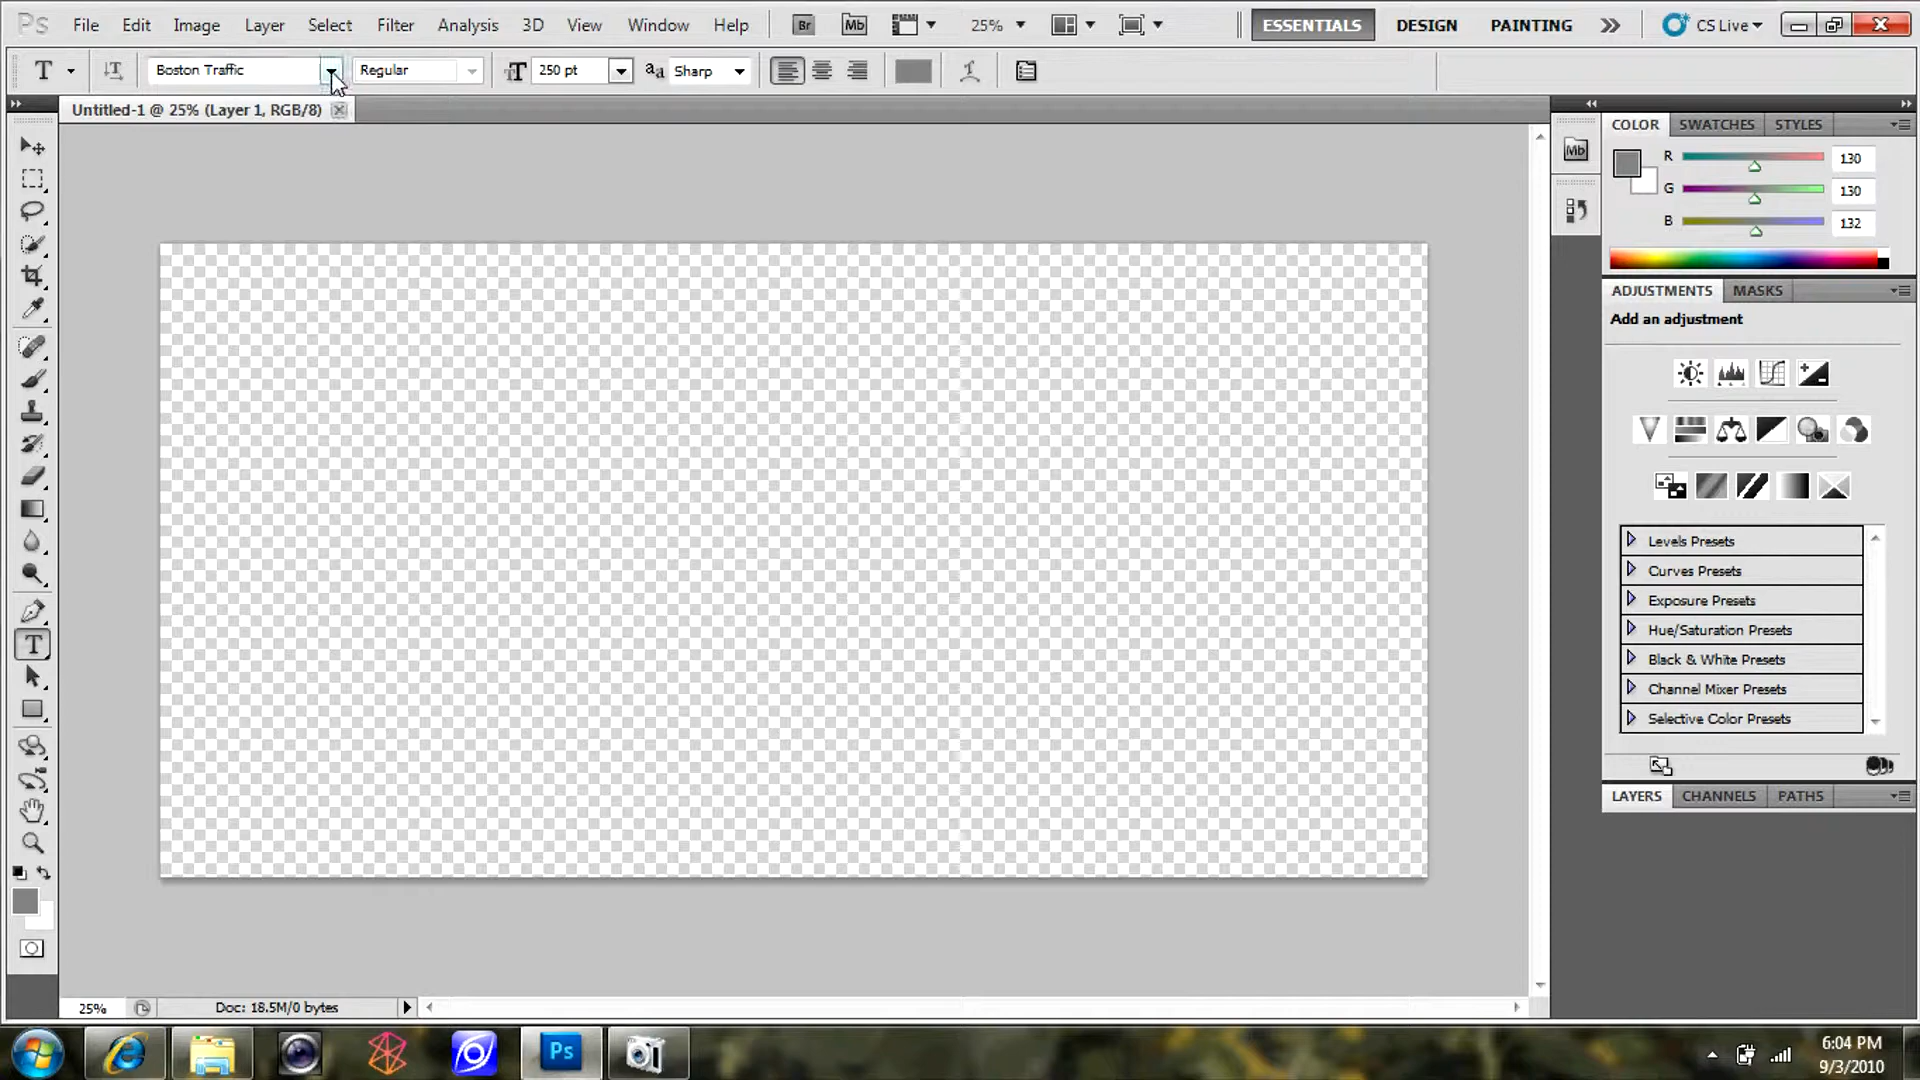 Ps File Edit Image Layer Select Filter Analysis 3D View Window Help Br Mb 25% ESSENTIALS DESIGN PAINTING CS Live
T T Boston Traffic Regular T 250 pt aa Sharp
Untitled-1 @ 25% (Layer 1, RGB/8)
COLOR SWATCHES STYLES
Mb
R 130
G 130
B 132
ADJUSTMENTS MASKS
Add an adjustment
Levels Presets
Curves Presets
Exposure Presets
Hue/Saturation Presets
Black & White Presets
Channel Mixer Presets
Selective Color Presets
T
LAYERS CHANNELS PATHS
25% Doc: 18.5M/0 bytes
Ps
6:04 PM
9/3/2010